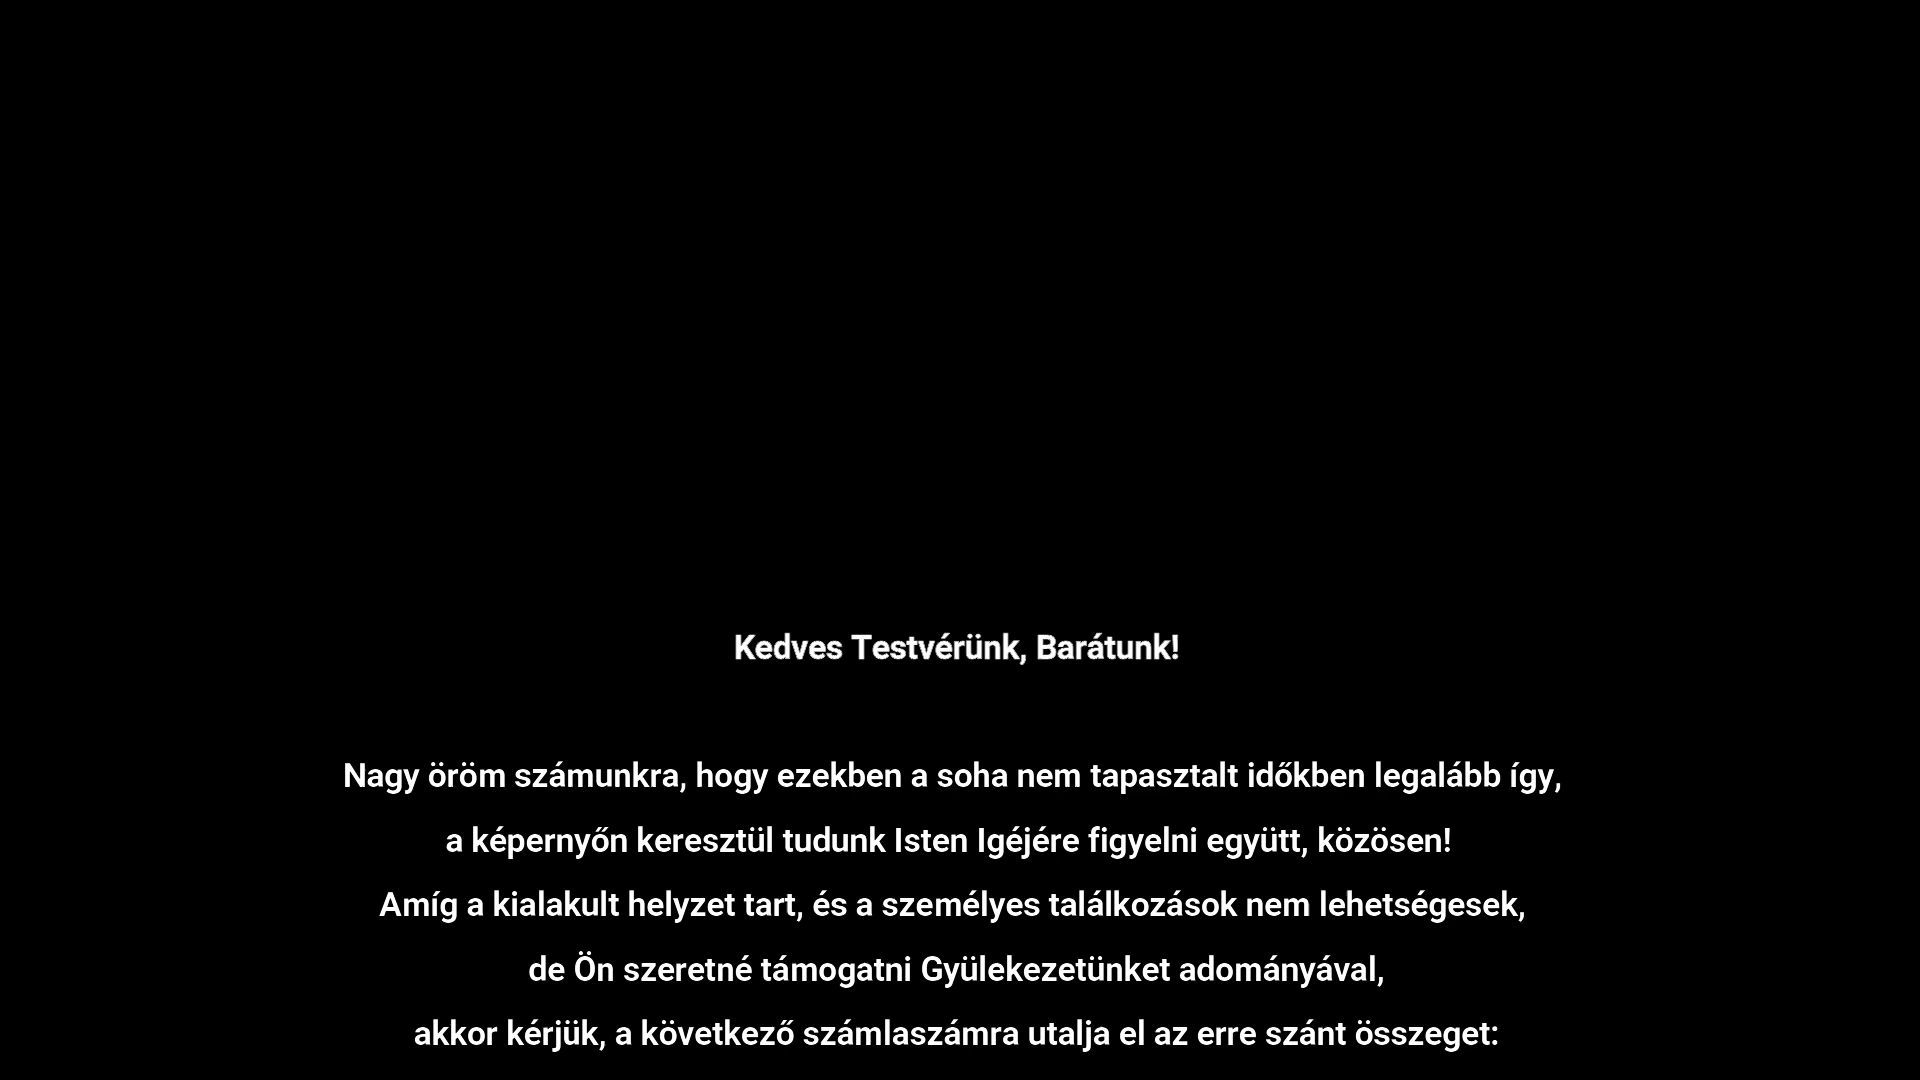 Kedves Testvérünk, Barátunk!
Nagy öröm számunkra, hogy ezekben a soha nem tapasztalt időkben legalább így,
a képernyőn keresztül tudunk Isten Igéjére figyelni együtt, közösen!
Amíg a kialakult helyzet tart, és a személyes találkozások nem lehetségesek,
de Ön szeretné támogatni Gyülekezetünket adományával,
akkor kérjük, a következő számlaszámra utalja el az erre szánt összeget: